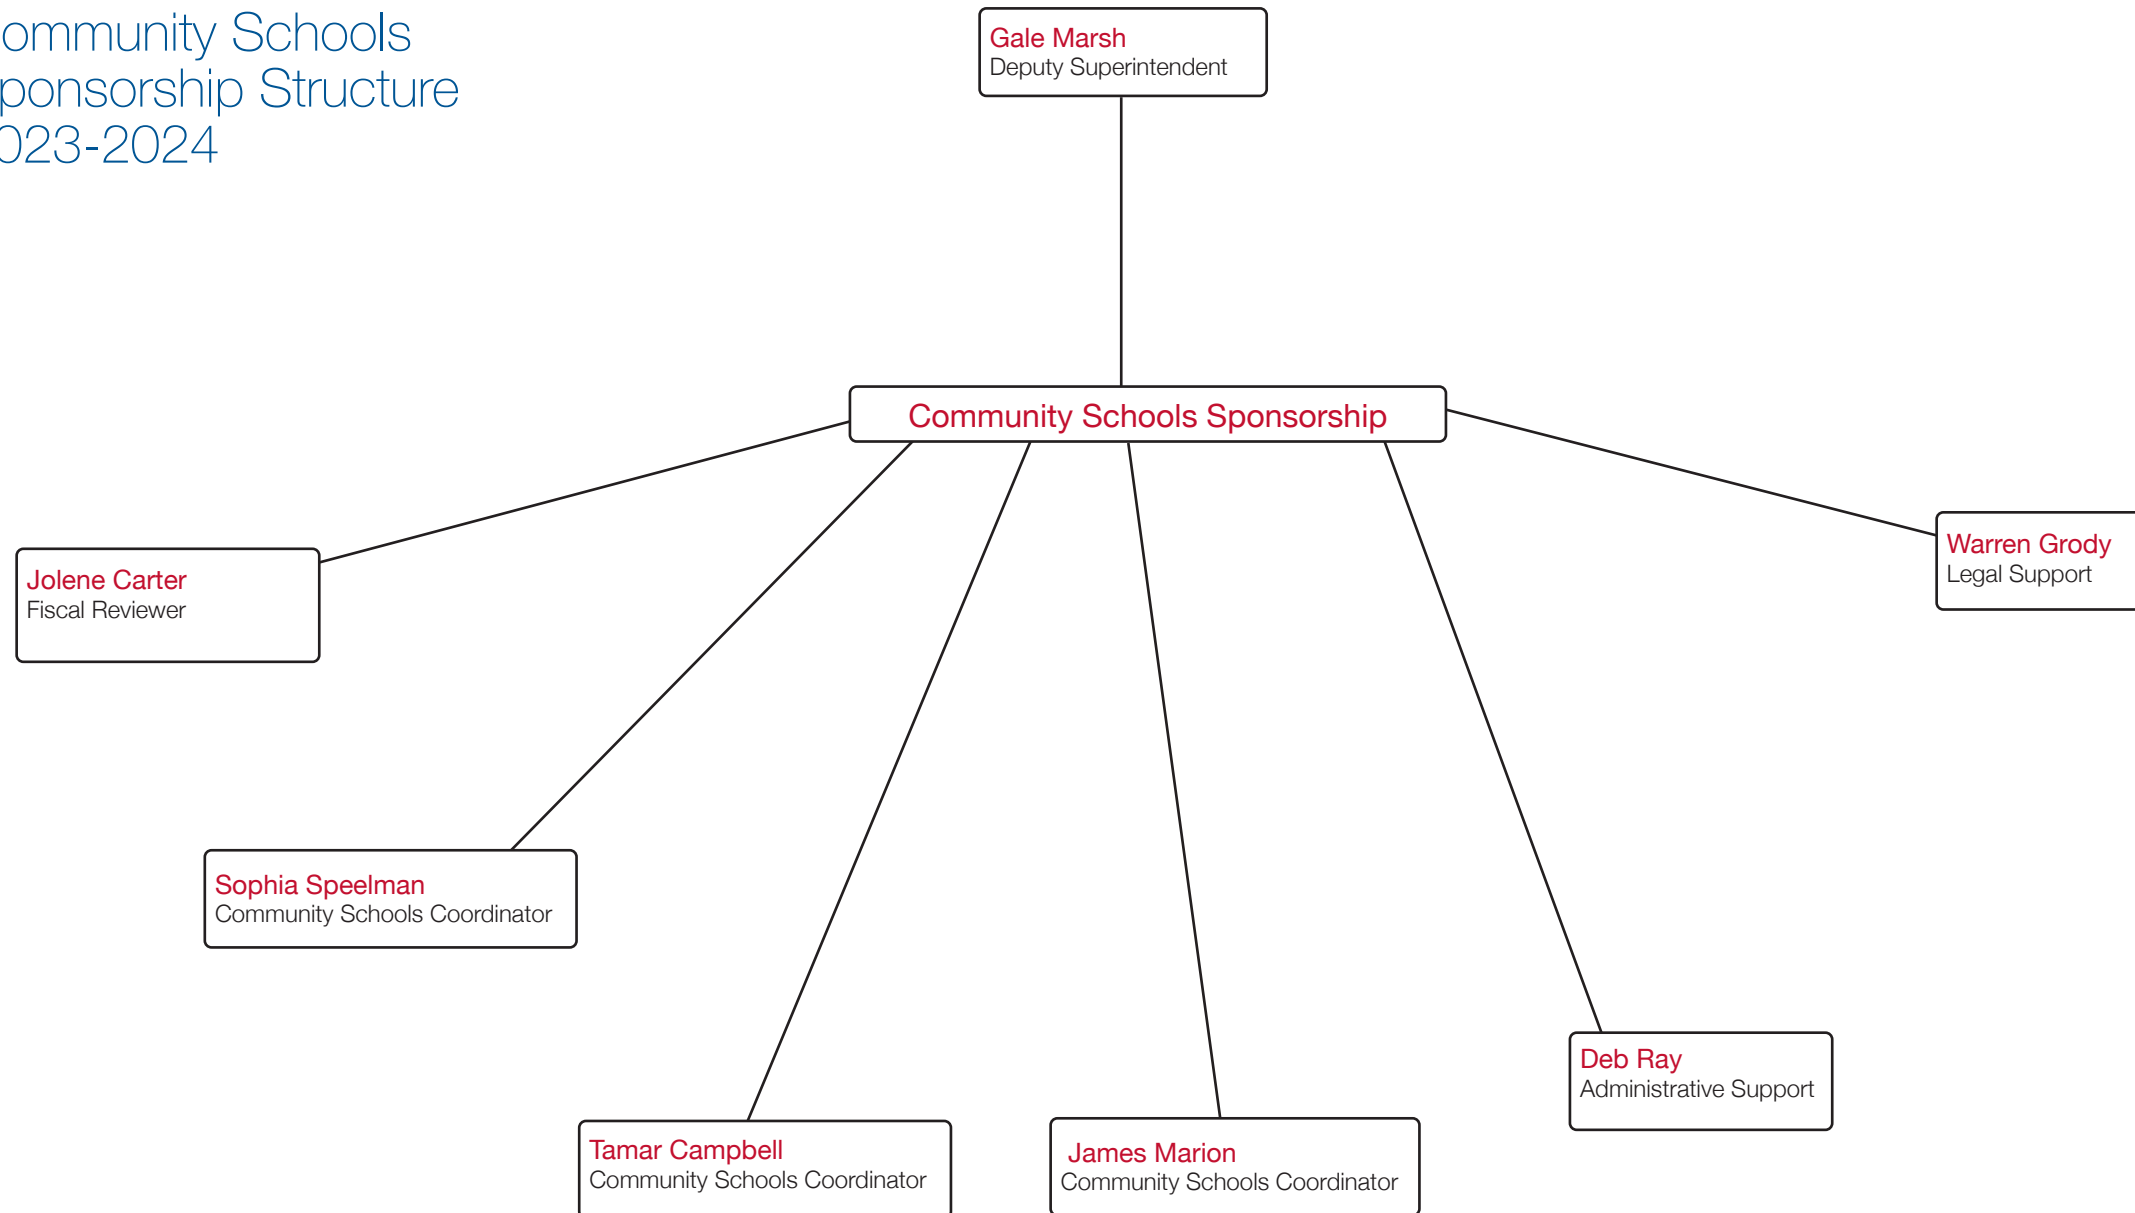 ommunity Schools
ponsorship Structure
023-2024
Gale Marsh
Deputy Superintendent
Community Schools Sponsorship
Warren Grody
Legal Support
Jolene Carter
Fiscal Reviewer
Sophia Speelman
Community Schools Coordinator
Deb Ray
Administrative Support
Tamar Campbell
Community Schools Coordinator
James Marion
Community Schools Coordinator